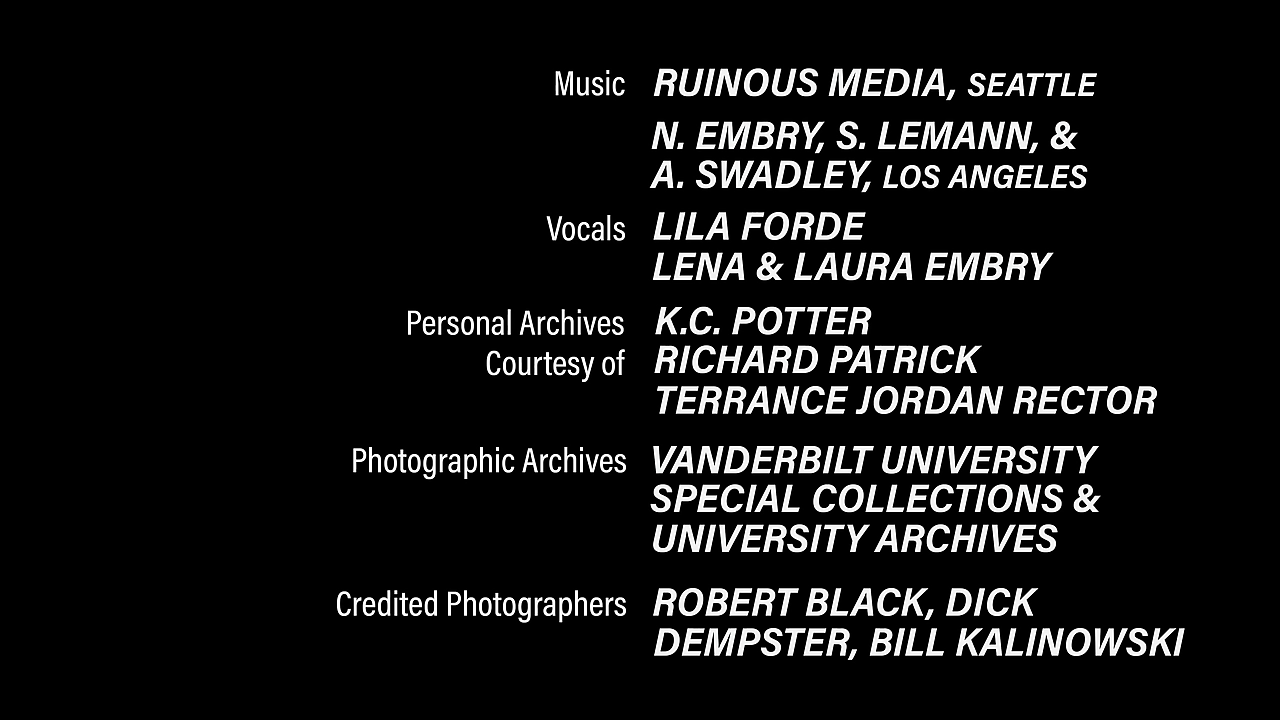 Music RUINOUS MEDIA, SEATTLE
N. EMBRY, S. LEMANN, &
A. SWADLEY, LOS ANGELES
Vocals LILA FORDE
LENA & LAURA EMBRY
Personal Archives K.C. POTTER
Courtesy of RICHARD PATRICK
TERRANCE JORDAN RECTOR
Photographic Archives VANDERBILT UNIVERSITY
SPECIAL COLLECTIONS &
UNIVERSITY ARCHIVES
Credited Photographers ROBERT BLACK, DICK
DEMPSTER, BILL KALINOWSKI